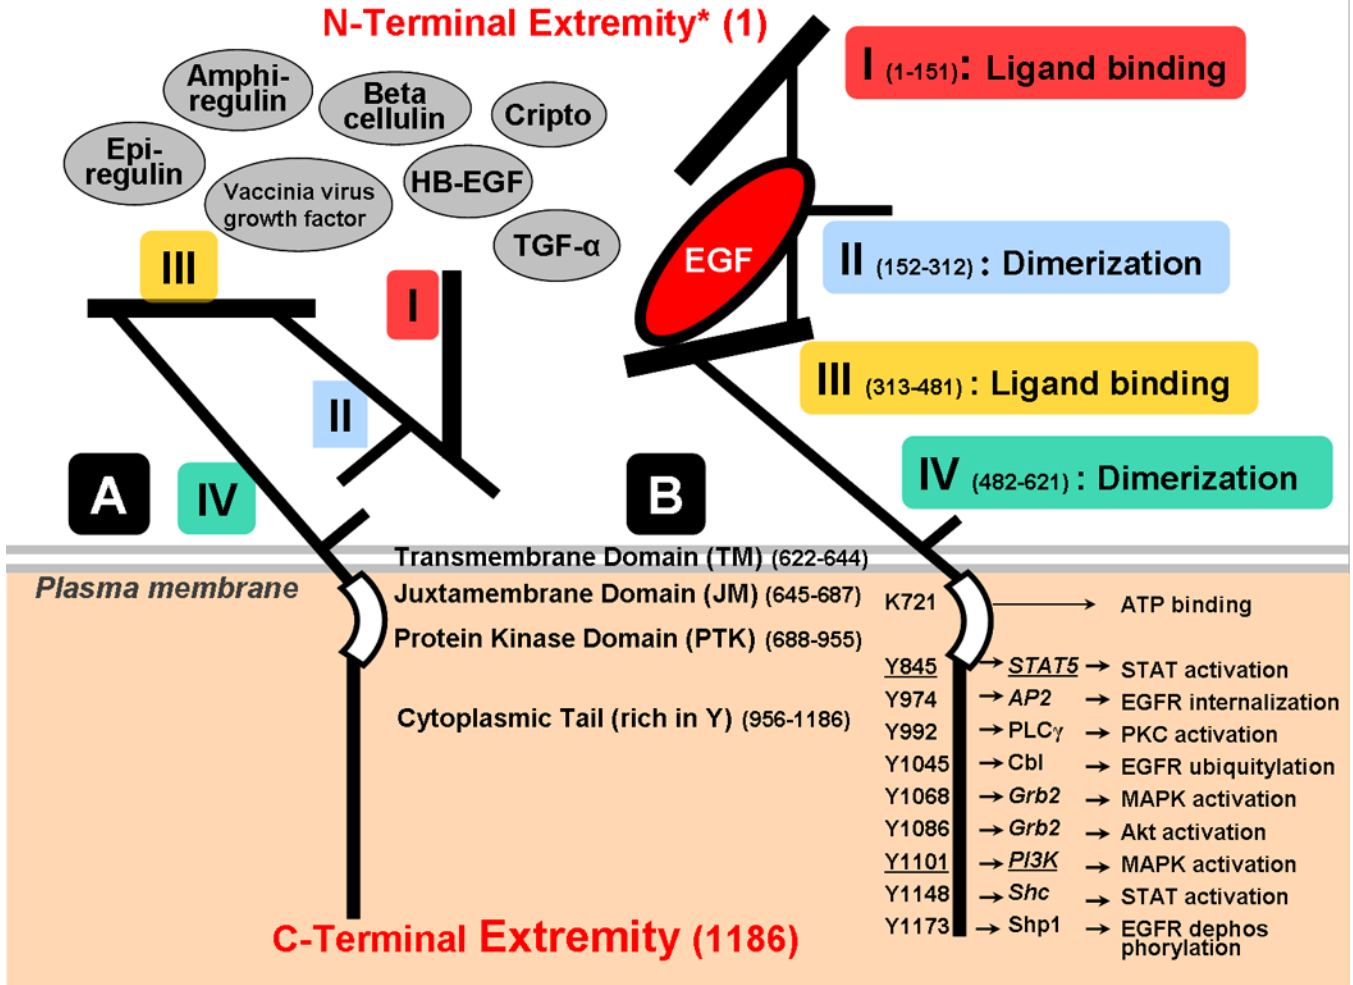 N-Terminal Extremity* (1)
Amphi-
regulin
Beta
cellulin
Cripto
Epi-
regulin
Vaccinia virus
growth factor
HB-EGF
TGF-α
I (1-151): Ligand binding
EGF
II (152-312) : Dimerization
III
I
II
III (313-481) : Ligand binding
A
IV
B
IV (482-621) : Dimerization
Transmembrane Domain (TM) (622-644)
Plasma membrane
Juxtamembrane Domain (JM) (645-687)
Protein Kinase Domain (PTK) (688-955)
Cytoplasmic Tail (rich in Y) (956-1186)
K721 ATP binding
Y845 STAT5 STAT activation
Y974 AP2 EGFR internalization
Y992 PLCγ PKC activation
Y1045 Cbl EGFR ubiquitylation
Y1068 Grb2 MAPK activation
Y1086 Grb2 Akt activation
Y1101 PI3K MAPK activation
Y1148 Shc STAT activation
Y1173 Shp1 EGFR dephos
phorylation
C-Terminal Extremity (1186)